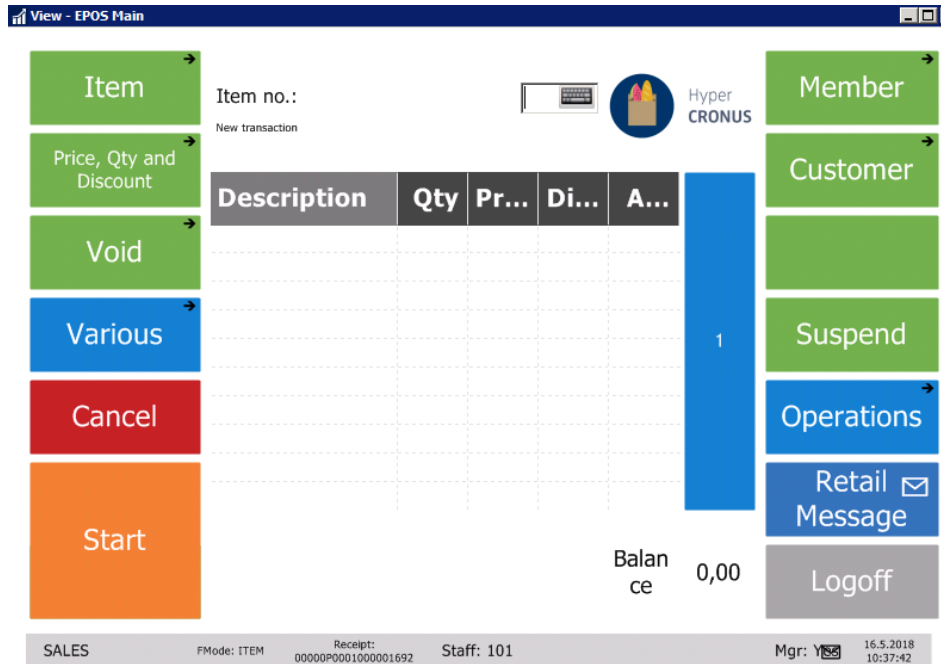 View - EPOS Main
Item
Item no.:
New transaction
Hyper
CRONUS
Member
Price, Qty and
Discount
Customer
Description Qty Pr... Di... A...
Void
Various
1
Suspend
Cancel
Operations
Retail
Message
Start
Balan
ce
0,00
Logoff
SALES
FMode: ITEM
Receipt:
00000P0001000001692
Staff: 101
Mgr:
16.5.2018
10:37:42